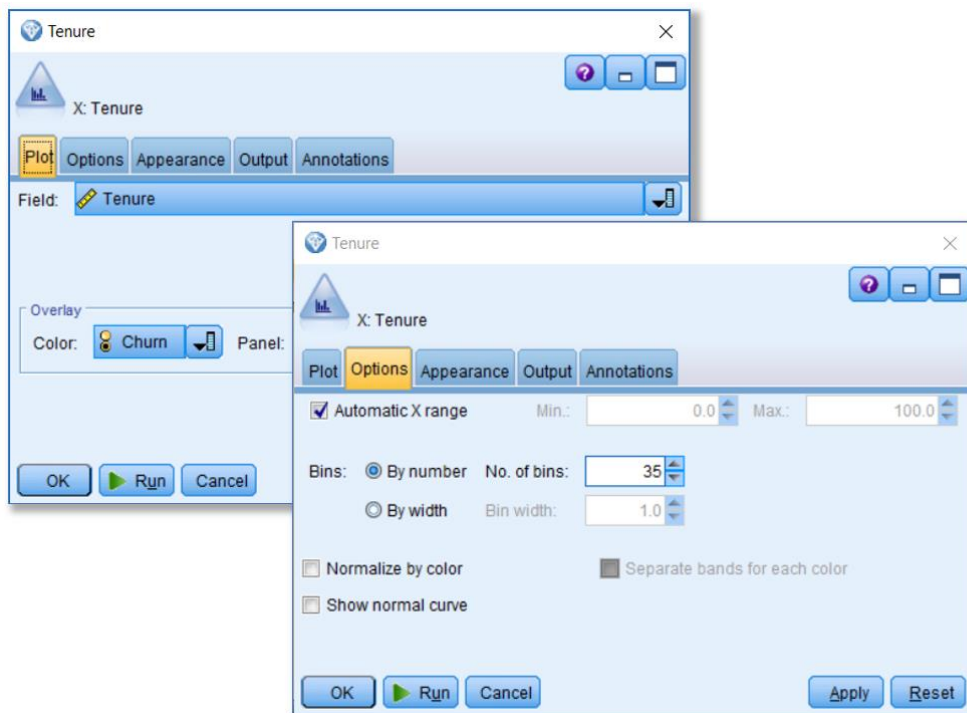 Tenure
X: Tenure
Plot Options Appearance Output Annotations
Field: Tenure
Overlay
Color: Churn Panel:
OK Run Cancel
Tenure
X: Tenure
Plot Options Appearance Output Annotations
Automatic X range Min.: 0.0 Max.: 100.0
Bins: By number No. of bins: 35
By width Bin width: 1.0
Normalize by color Separate bands for each color
Show normal curve
OK Run Cancel Apply Reset